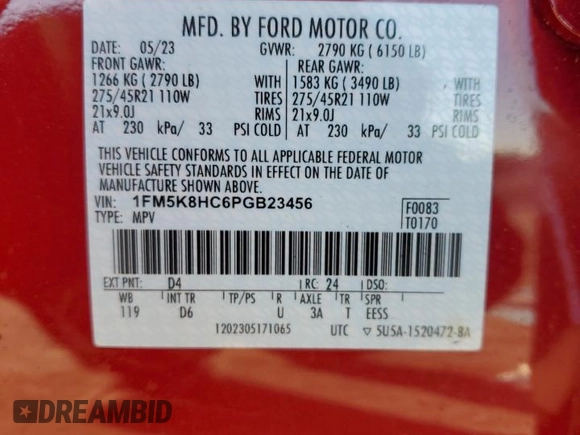 MFD. BY FORD MOTOR CO.
DATE: 05/23 GVWR: 2790 KG ( 6150 LB)
FRONT GAWR: REAR GAWR:
1266 KG ( 2790 LB) WITH 1583 KG ( 3490 LB) WITH
275/45R21 110W TIRES 275/45R21 110W TIRES
21x9.0J RIMS 21x9.0J RIMS
AT 230 kPa/ 33 PSI COLD AT 230 kPa/ 33 PSI COLD
THIS VEHICLE CONFORMS TO ALL APPLICABLE FEDERAL MOTOR
VEHICLE SAFETY STANDARDS IN EFFECT ON THE DATE OF
MANUFACTURE SHOWN ABOVE.
VIN: 1FM5K8HC6PGB23456 F0083
TYPE: MPV T0170
EXT PNT: D4 RC: 24 DSO:
WB INT TR TP/PS R AXLE TR SPR
119 D6 U 3A T EESS
1202305171065 UTC ▽ 5U5A-1520472-BA
DREAMBID